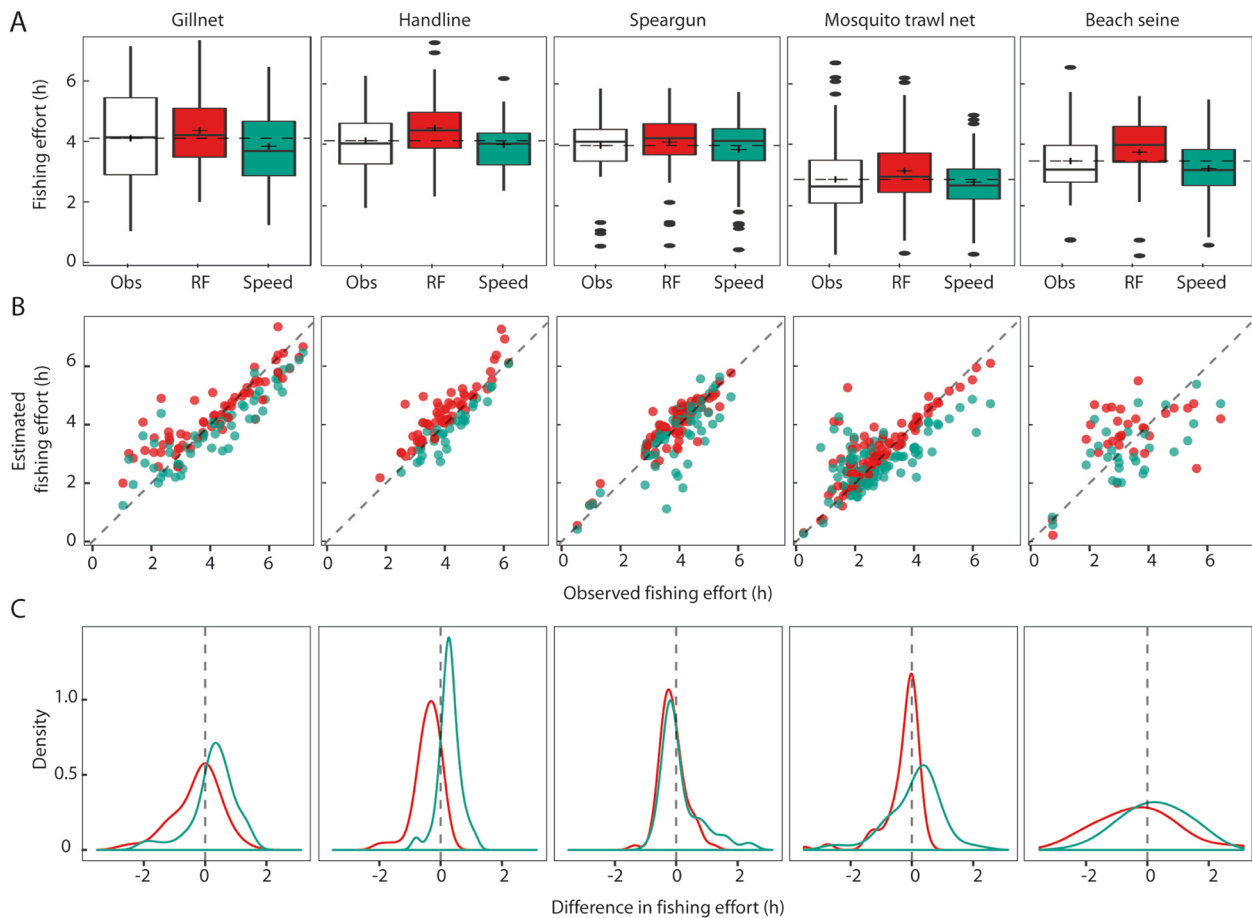 A
Gillnet
Handline
Speargun
Mosquito trawl net
Beach seine
Fishing effort (h)
6
4
2
0
Obs RF Speed
Obs RF Speed
Obs RF Speed
Obs RF Speed
Obs RF Speed
B
Estimated
fishing effort (h)
6
4
2
0
0 2 4 6
0 2 4 6
0 2 4 6
0 2 4 6
0 2 4 6
Observed fishing effort (h)
C
Density
1.0
0.5
0
-2 0 2
-2 0 2
-2 0 2
-2 0 2
-2 0 2
Difference in fishing effort (h)